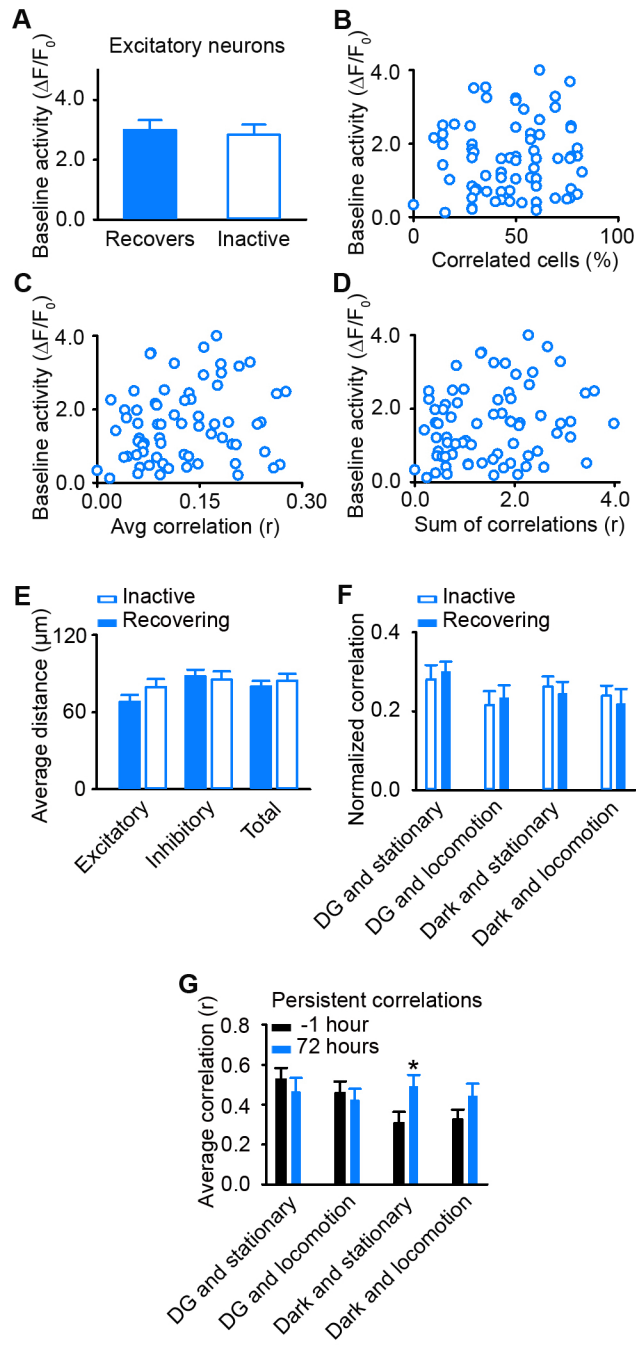 A
Excitatory neurons
Baseline activity (ΔF/F0)
4.0
2.0
0.0
Recovers
Inactive
B
Baseline activity (ΔF/F0)
4.0
2.0
0.0
0
50
100
Correlated cells (%)
C
Baseline activity (ΔF/F0)
4.0
2.0
0.0
0.00
0.15
0.30
Avg correlation (r)
D
Baseline activity (ΔF/F0)
4.0
2.0
0.0
0.0
2.0
4.0
Sum of correlations (r)
E
Inactive
Recovering
Average distance (µm)
120
60
0
Excitatory
Inhibitory
Total
F
Inactive
Recovering
Normalized correlation
0.4
0.2
0.0
DG and stationary
DG and locomotion
Dark and stationary
Dark and locomotion
G
Persistent correlations
-1 hour
72 hours
Average correlation (r)
0.8
0.6
0.4
0.2
0.0
*
DG and stationary
DG and locomotion
Dark and stationary
Dark and locomotion